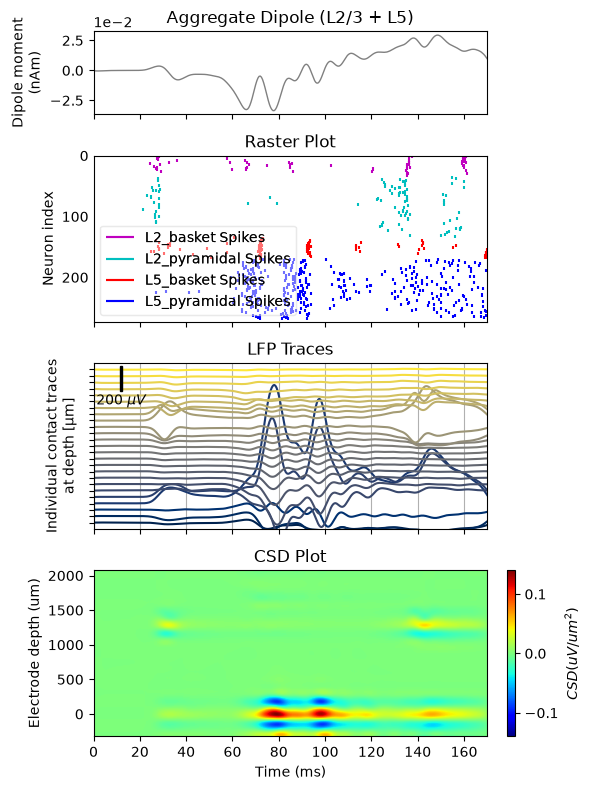 Aggregate Dipole (L2/3 + L5)
1e−2
2.5
0.0
−2.5
Dipole moment
(nAm)
Raster Plot
0
100
200
Neuron index
L2_basket Spikes
L2_pyramidal Spikes
L5_basket Spikes
L5_pyramidal Spikes
LFP Traces
200 μV
Individual contact traces
at depth [μm]
CSD Plot
2000
1500
1000
500
0
Electrode depth (um)
0 20 40 60 80 100 120 140 160
Time (ms)
0.1
0.0
−0.1
CSD(uV/um²)